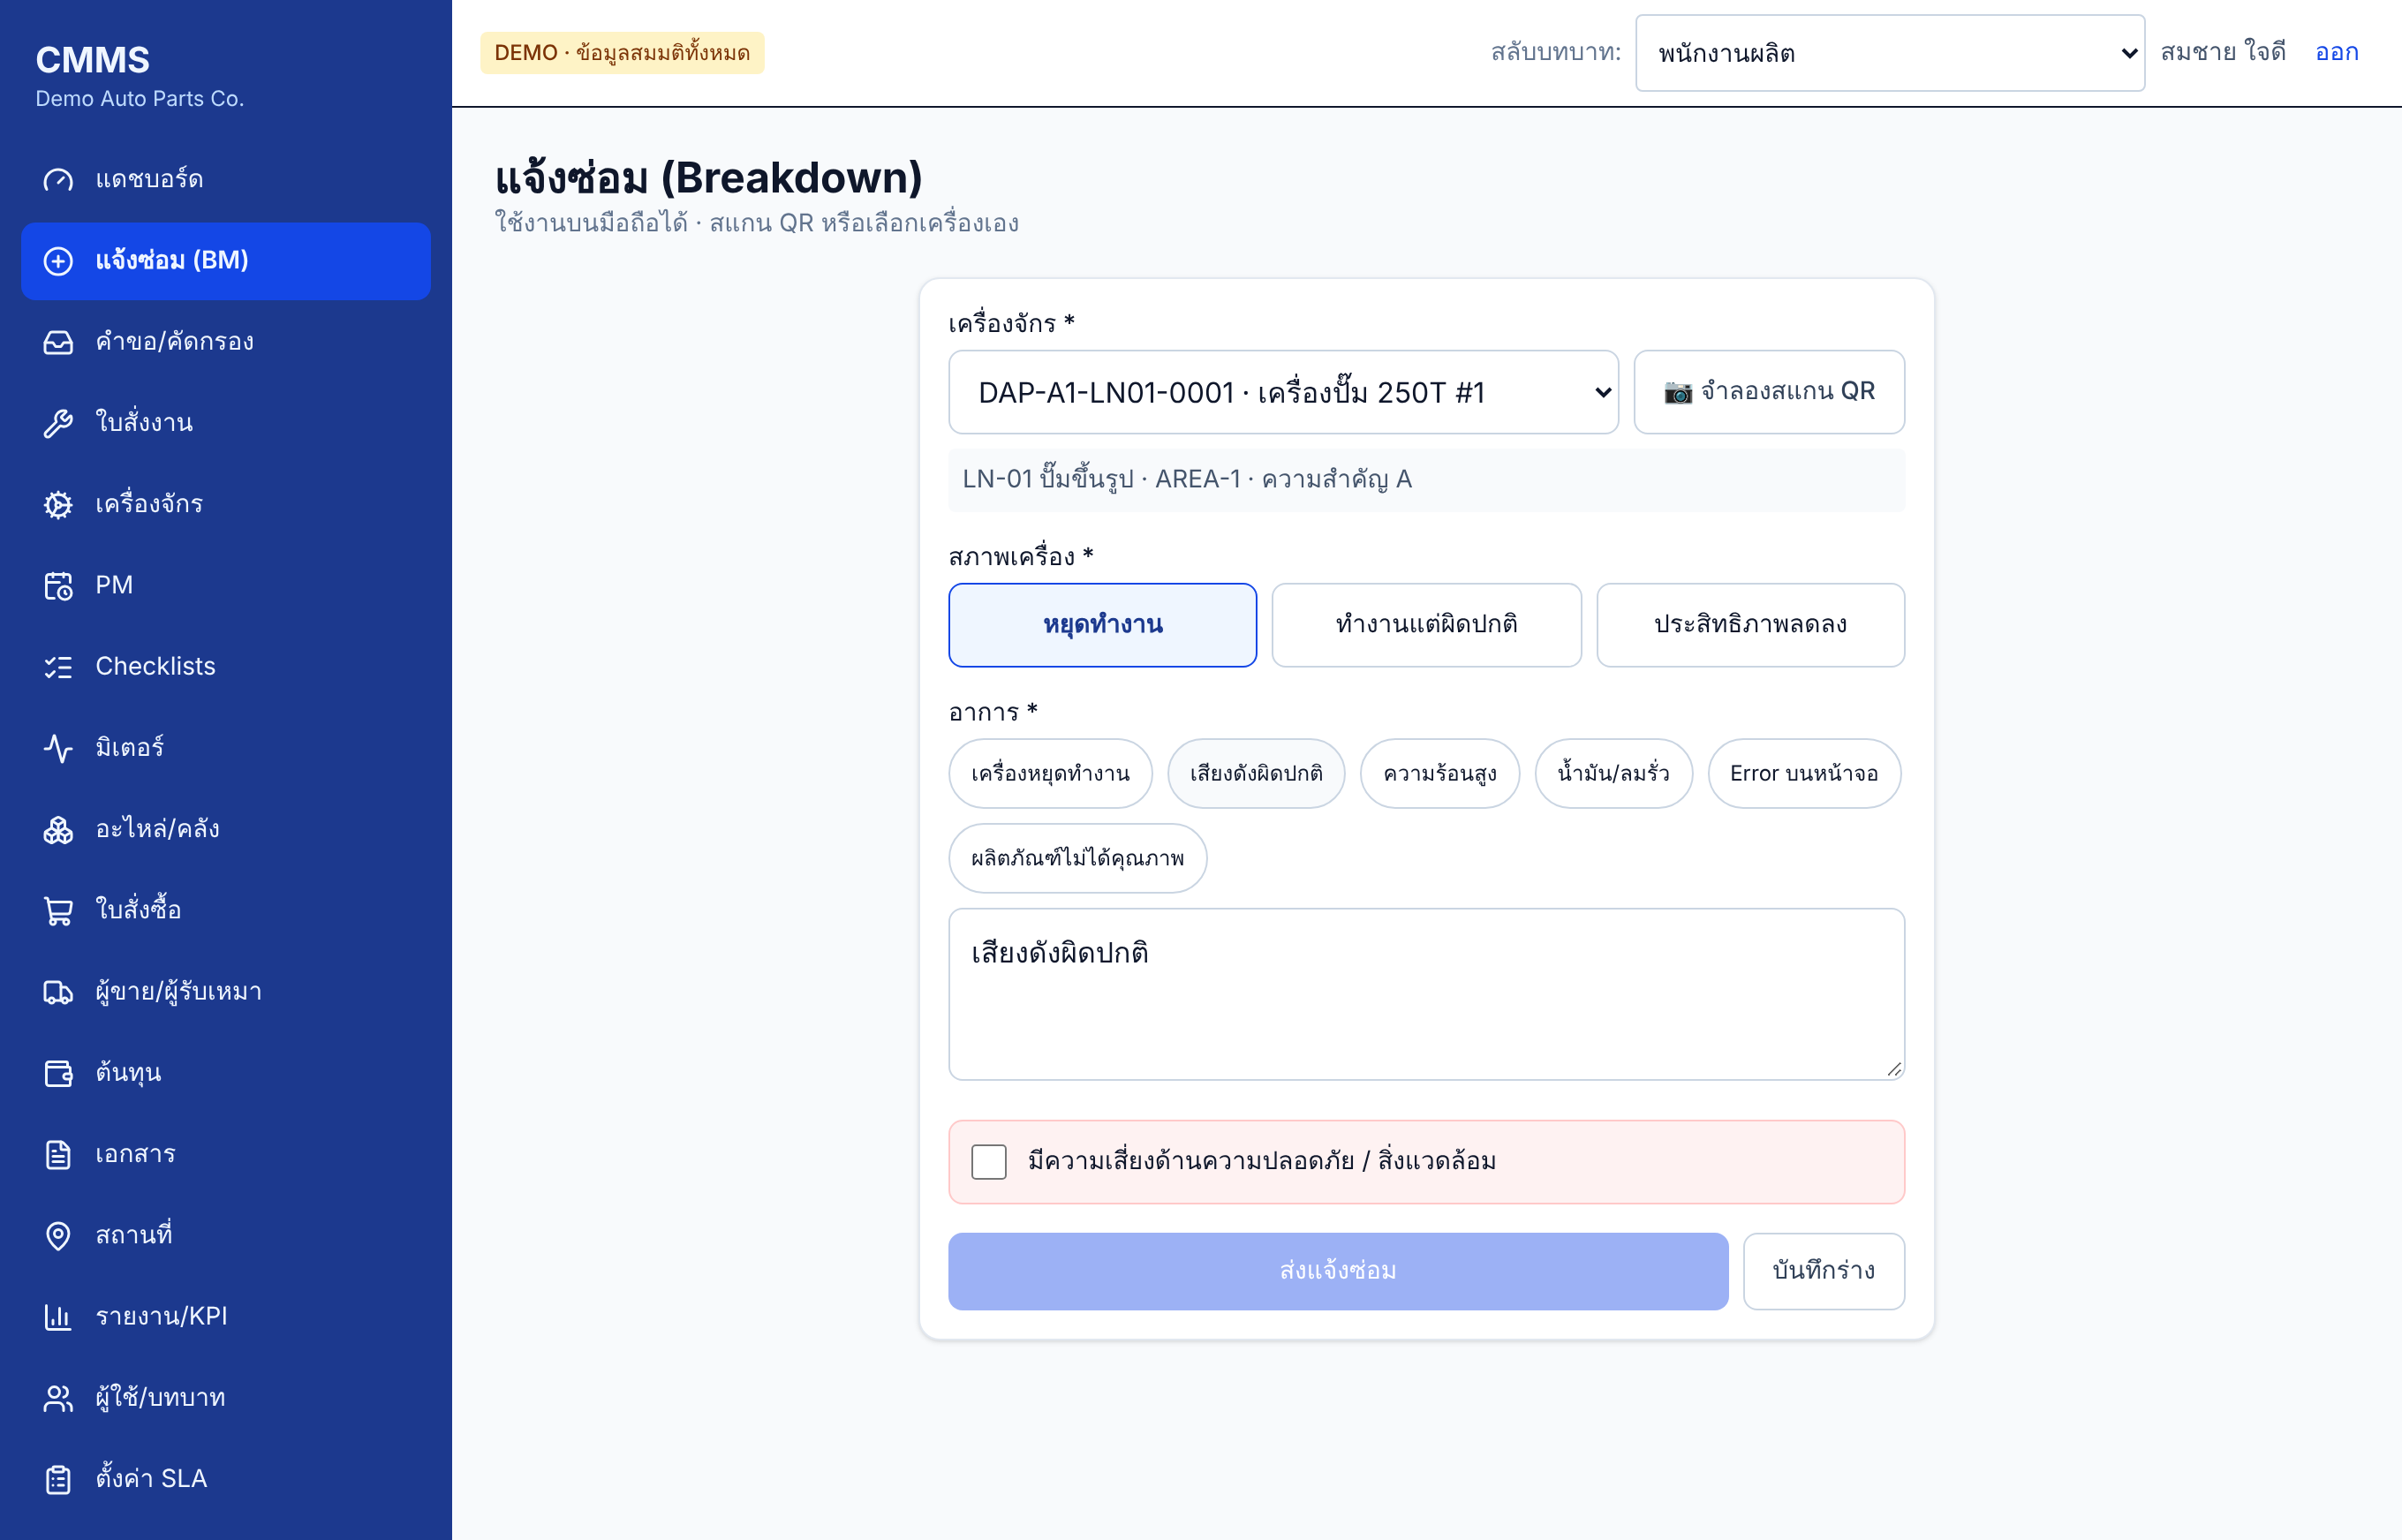 CMMS
Demo Auto Parts Co.
แดชบอร์ด
แจ้งซ่อม (BM)
คำขอ/คัดกรอง
ใบสั่งงาน
เครื่องจักร
PM
Checklists
มิเตอร์
อะไหล่/คลัง
ใบสั่งซื้อ
ผู้ขาย/ผู้รับเหมา
ต้นทุน
เอกสาร
สถานที่
รายงาน/KPI
ผู้ใช้/บทบาท
ตั้งค่า SLA
DEMO · ข้อมูลสมมติทั้งหมด
สลับบทบาท: พนักงานผลิต สมชาย ใจดี ออก
แจ้งซ่อม (Breakdown)
ใช้งานบนมือถือได้ · สแกน QR หรือเลือกเครื่องเอง
เครื่องจักร *
DAP-A1-LN01-0001 · เครื่องปั๊ม 250T #1 จำลองสแกน QR
LN-01 ปั๊มขึ้นรูป · AREA-1 · ความสำคัญ A
สภาพเครื่อง *
หยุดทำงาน ทำงานแต่ผิดปกติ ประสิทธิภาพลดลง
อาการ *
เครื่องหยุดทำงาน เสียงดังผิดปกติ ความร้อนสูง น้ำมัน/ลมรั่ว Error บนหน้าจอ
ผลิตภัณฑ์ไม่ได้คุณภาพ
เสียงดังผิดปกติ
มีความเสี่ยงด้านความปลอดภัย / สิ่งแวดล้อม
ส่งแจ้งซ่อม บันทึกร่าง